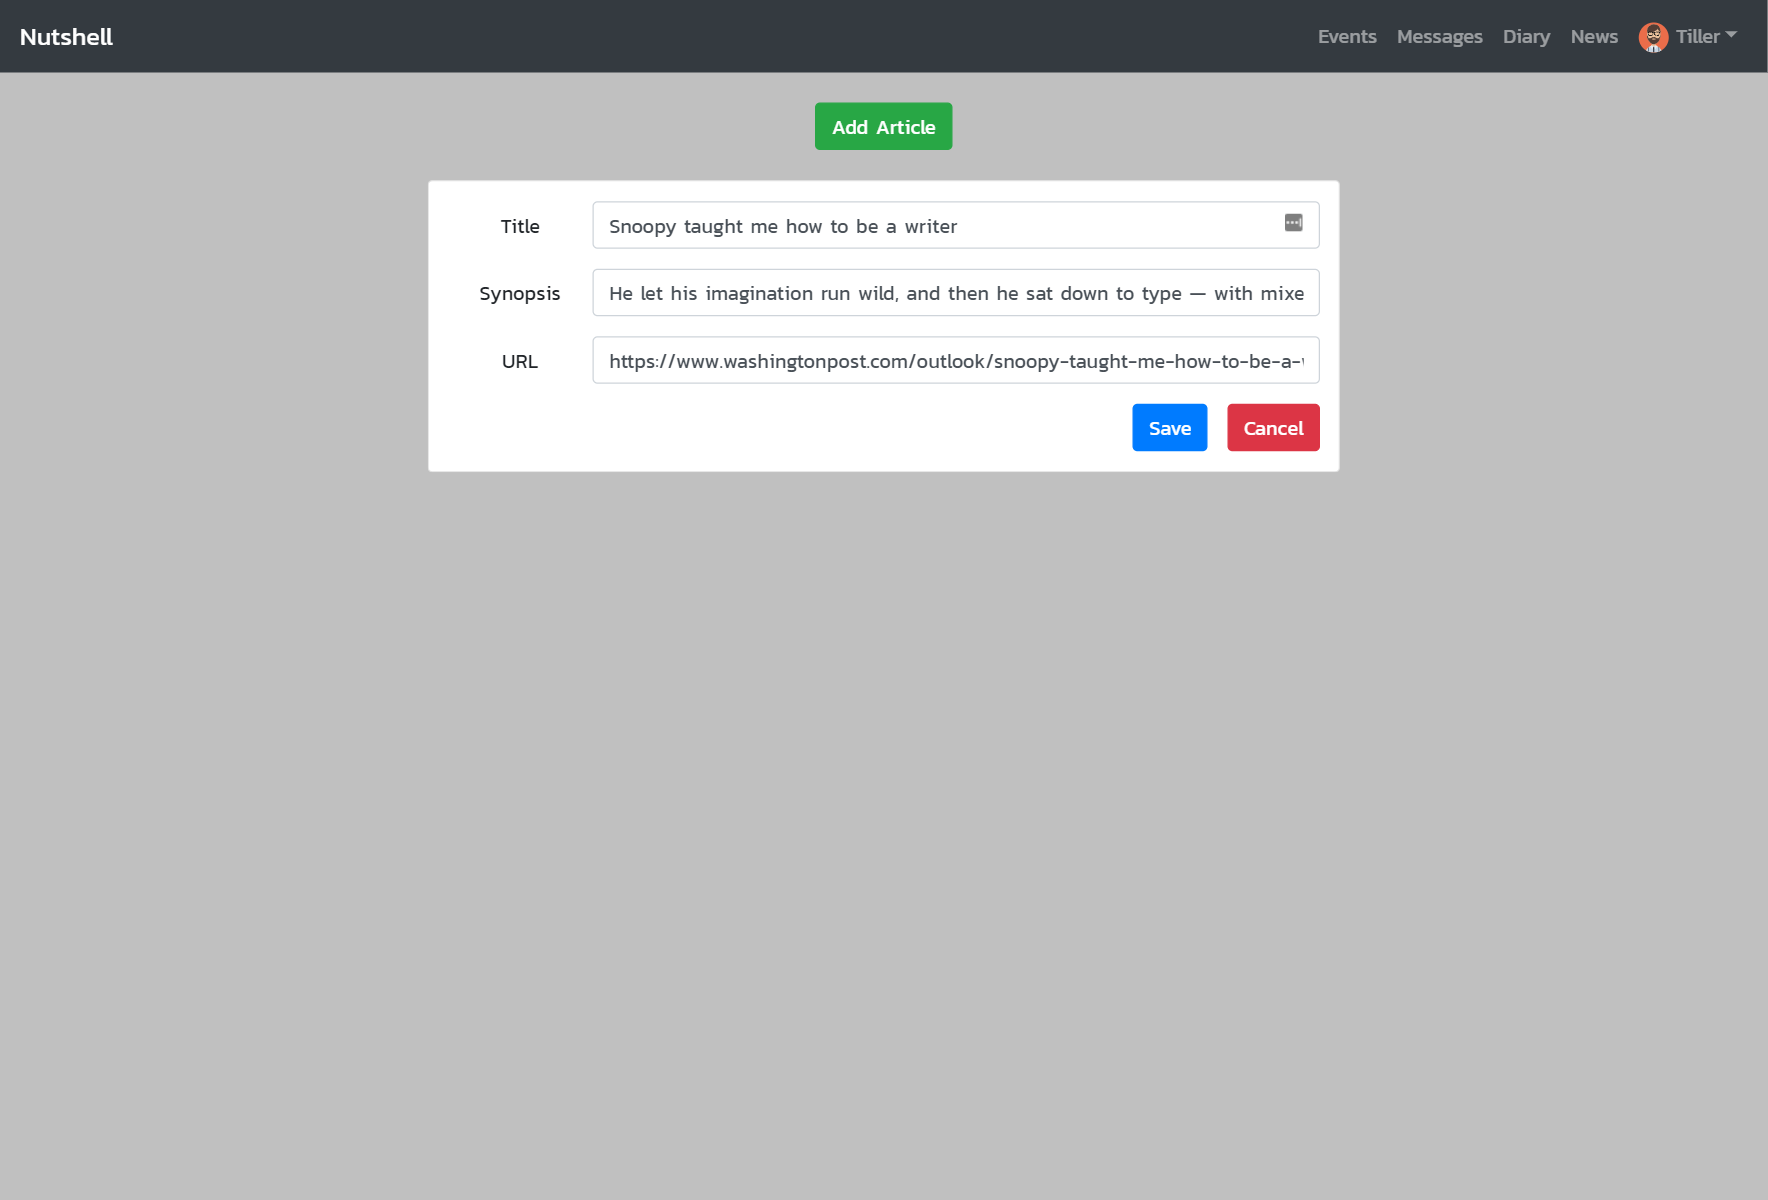 Nutshell Events Messages Diary News Tiller
Add Article
Title Snoopy taught me how to be a writer
Synopsis He let his imagination run wild, and then he sat down to type — with mixe
URL https://www.washingtonpost.com/outlook/snoopy-taught-me-how-to-be-a-
Save Cancel